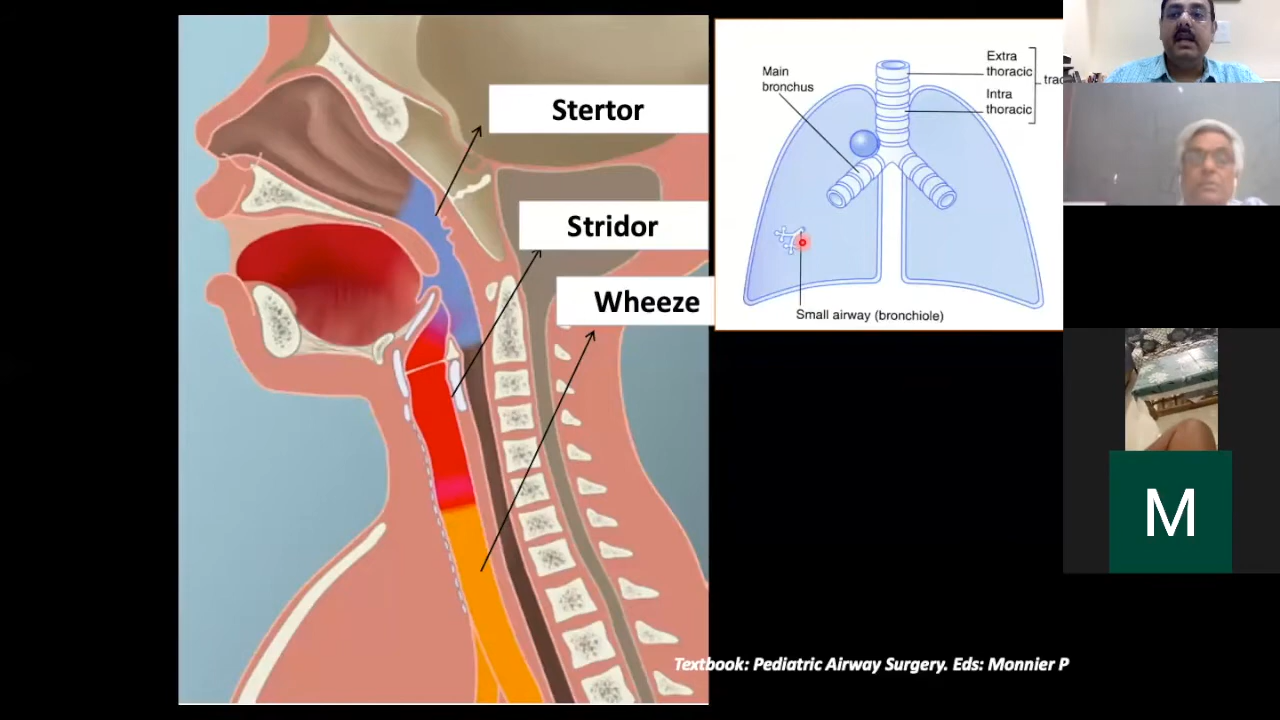 Stertor
Stridor
Wheeze
Main
bronchus
Extra
thoracic
Intra
thoracic
Small airway (bronchiole)
Textbook: Pediatric Airway Surgery. Eds: Monnier P
M